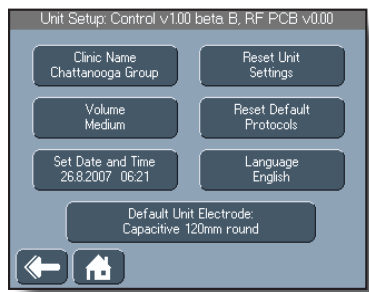 Unit Setup: Control v1.00 beta B, RF PCB v0.00
Clinic Name
Chattanooga Group
Reset Unit
Settings
Volume
Medium
Reset Default
Protocols
Set Date and Time
26.8.2007 06:21
Language
English
Default Unit Electrode:
Capacitive 120mm round